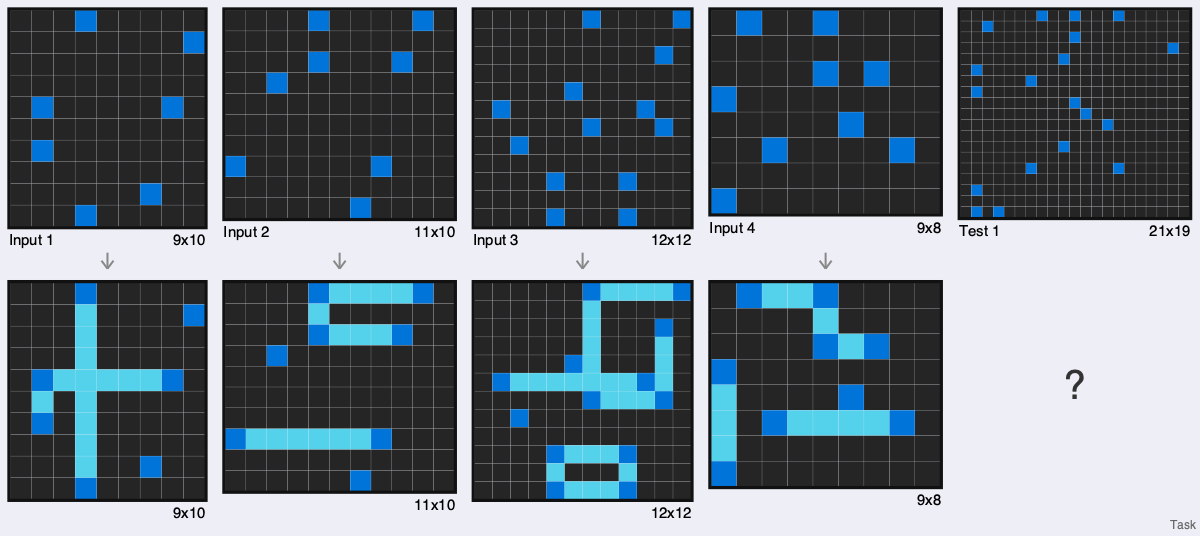 Input 1 9x10
Input 2 11x10
Input 3 12x12
Input 4 9x8
Test 1 21x19
9x10
11x10
12x12
9x8
?
Task